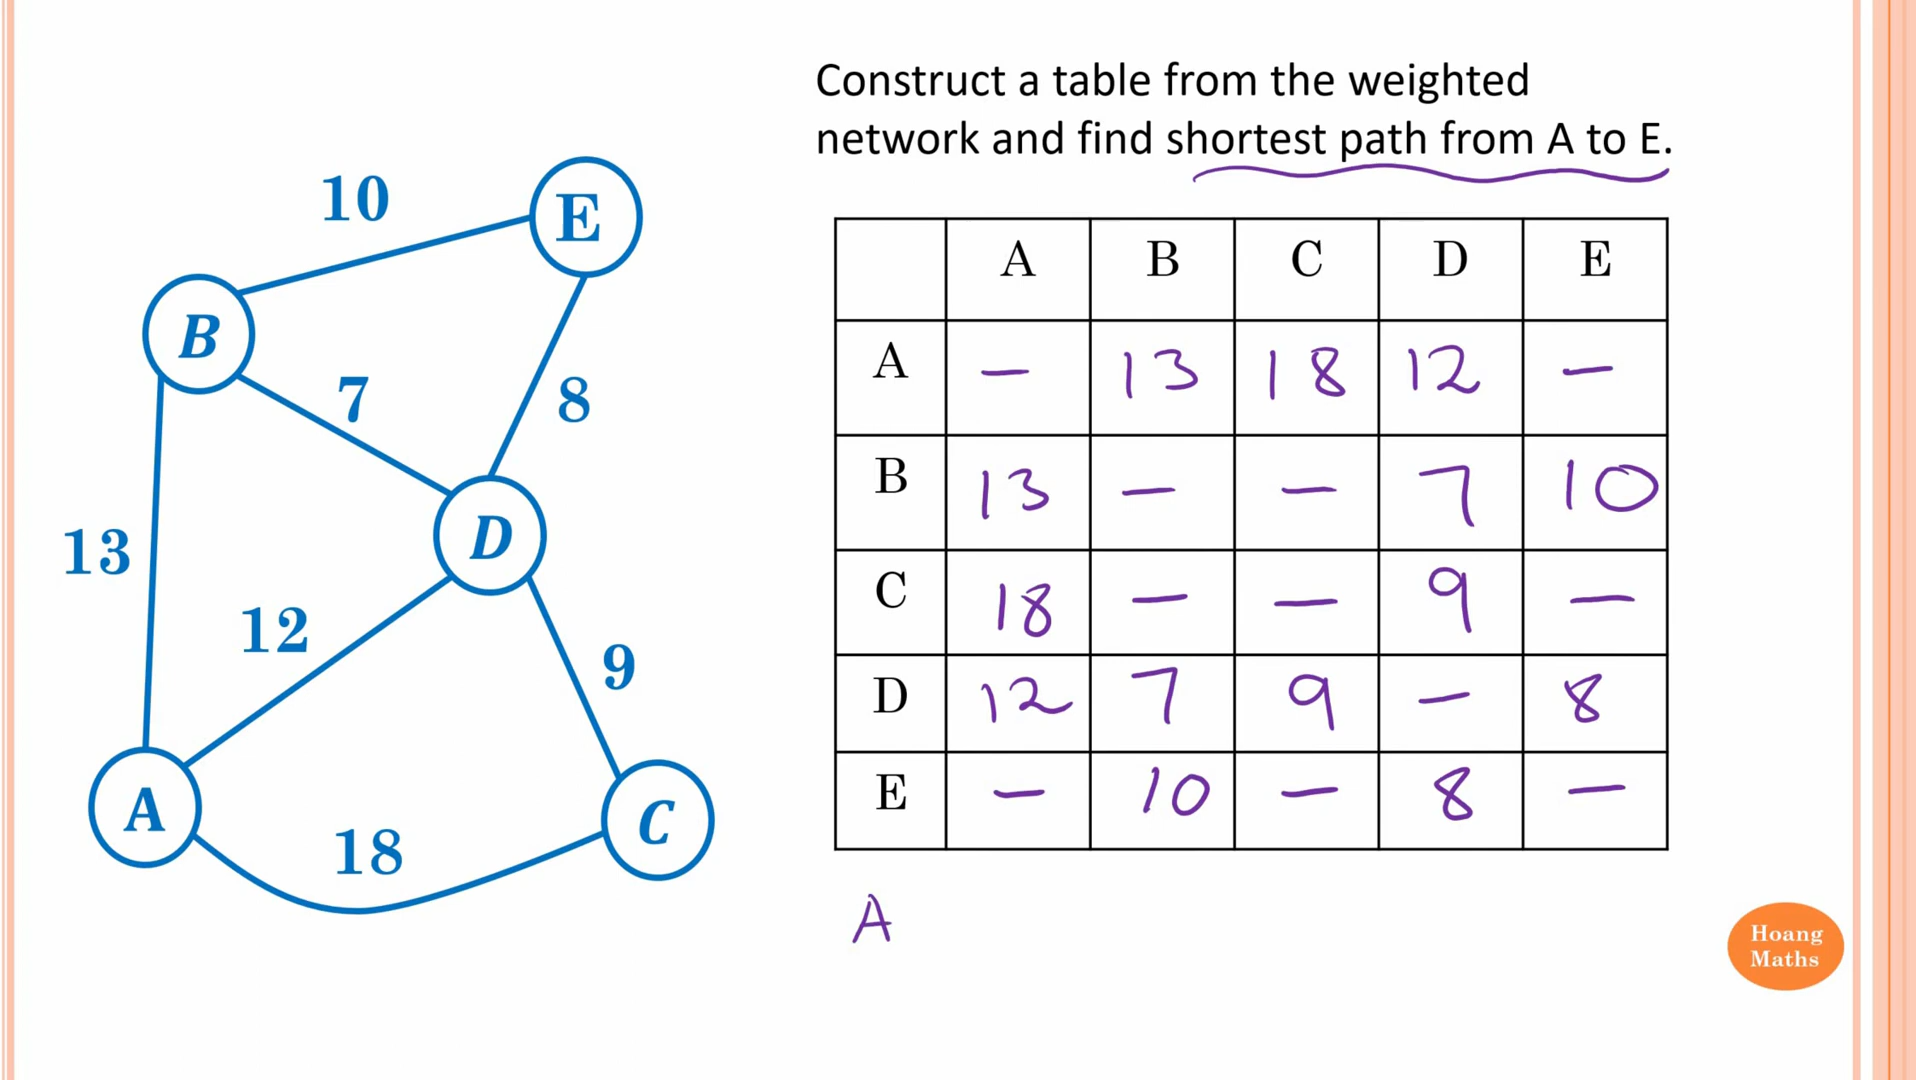 Construct a table from the weighted
network and find shortest path from A to E.
10
E
B
7
8
13
D
12
9
A
18
C
A B C D E
A – 13 18 12 –
B 13 – – 7 10
C 18 – – 9 –
D 12 7 9 – 8
E – 10 – 8 –
A
Hoang
Maths